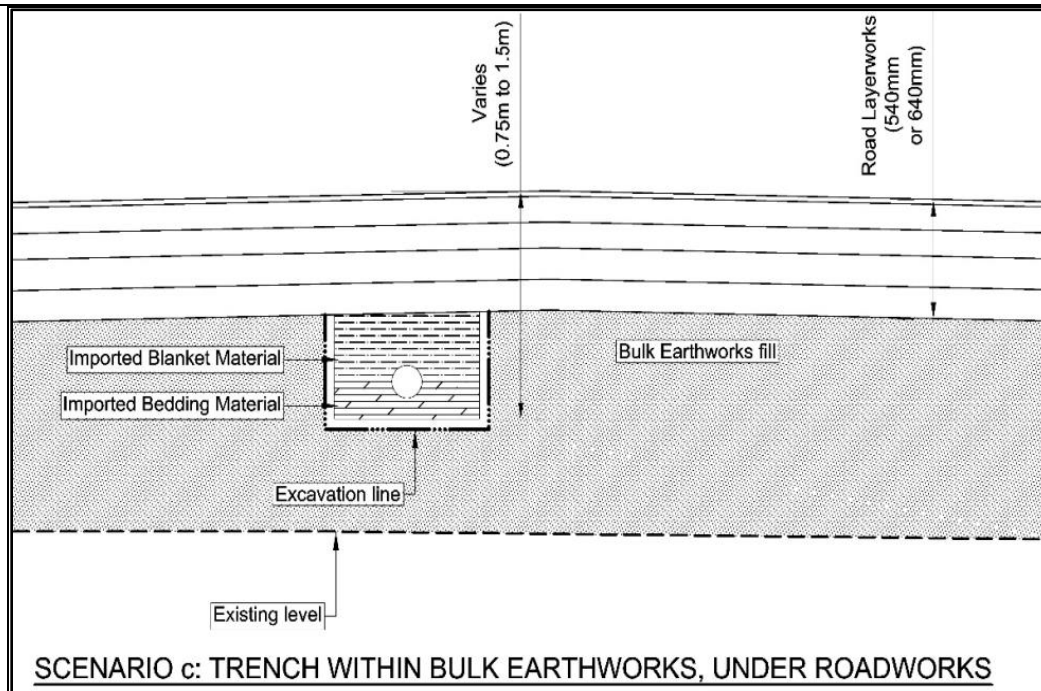 Varies
(0.75m to 1.5m)
Road Layerworks
(540mm
or 640mm)
Imported Blanket Material
Bulk Earthworks fill
Imported Bedding Material
Excavation line
Existing level
SCENARIO c: TRENCH WITHIN BULK EARTHWORKS, UNDER ROADWORKS